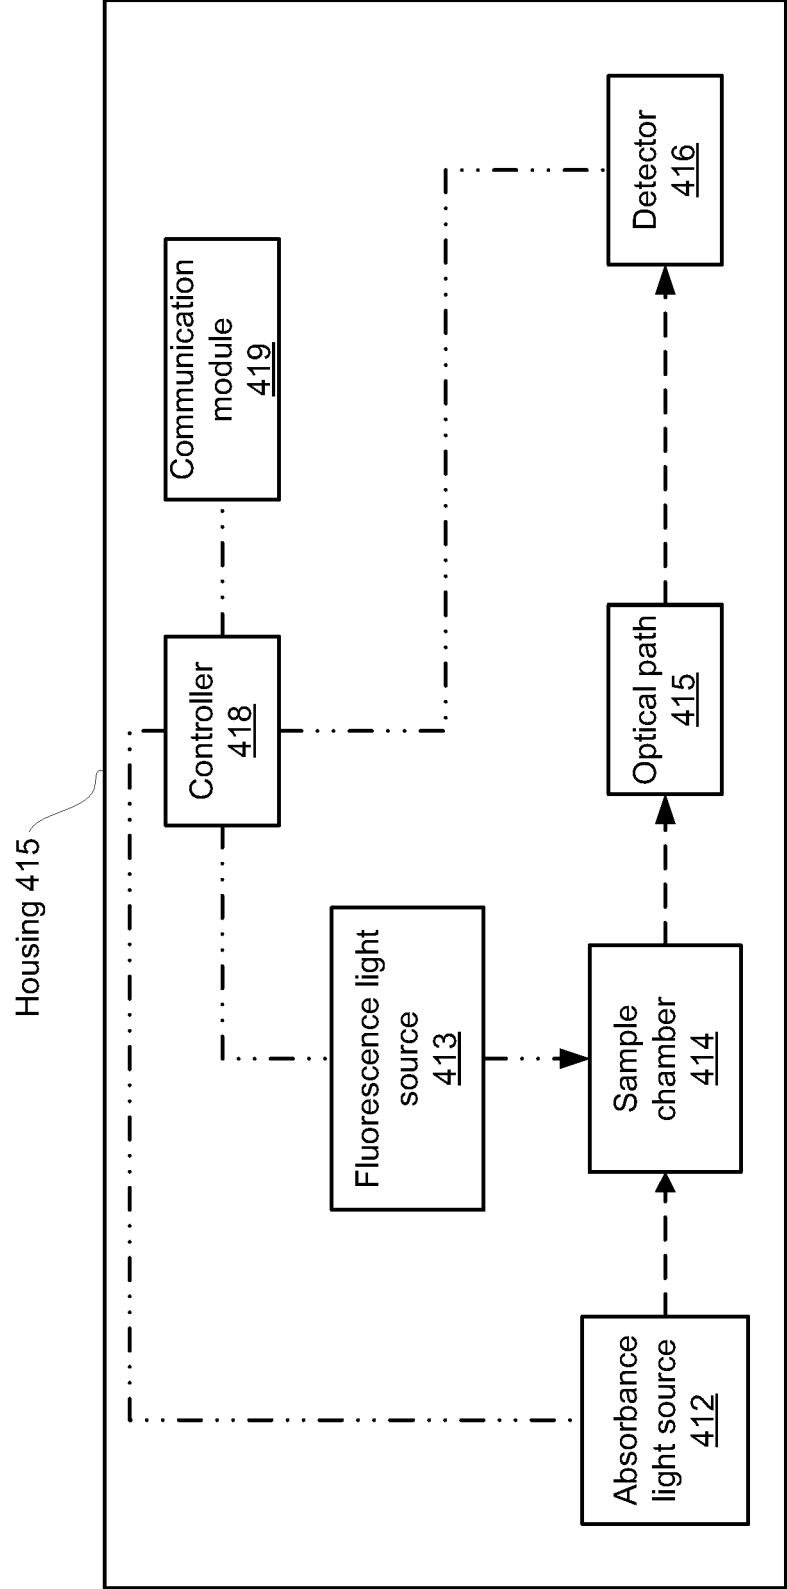 Housing 415
Communication
module
419
Controller
418
Fluorescence light
source
413
Absorbance
light source
412
Sample
chamber
414
Optical path
415
Detector
416